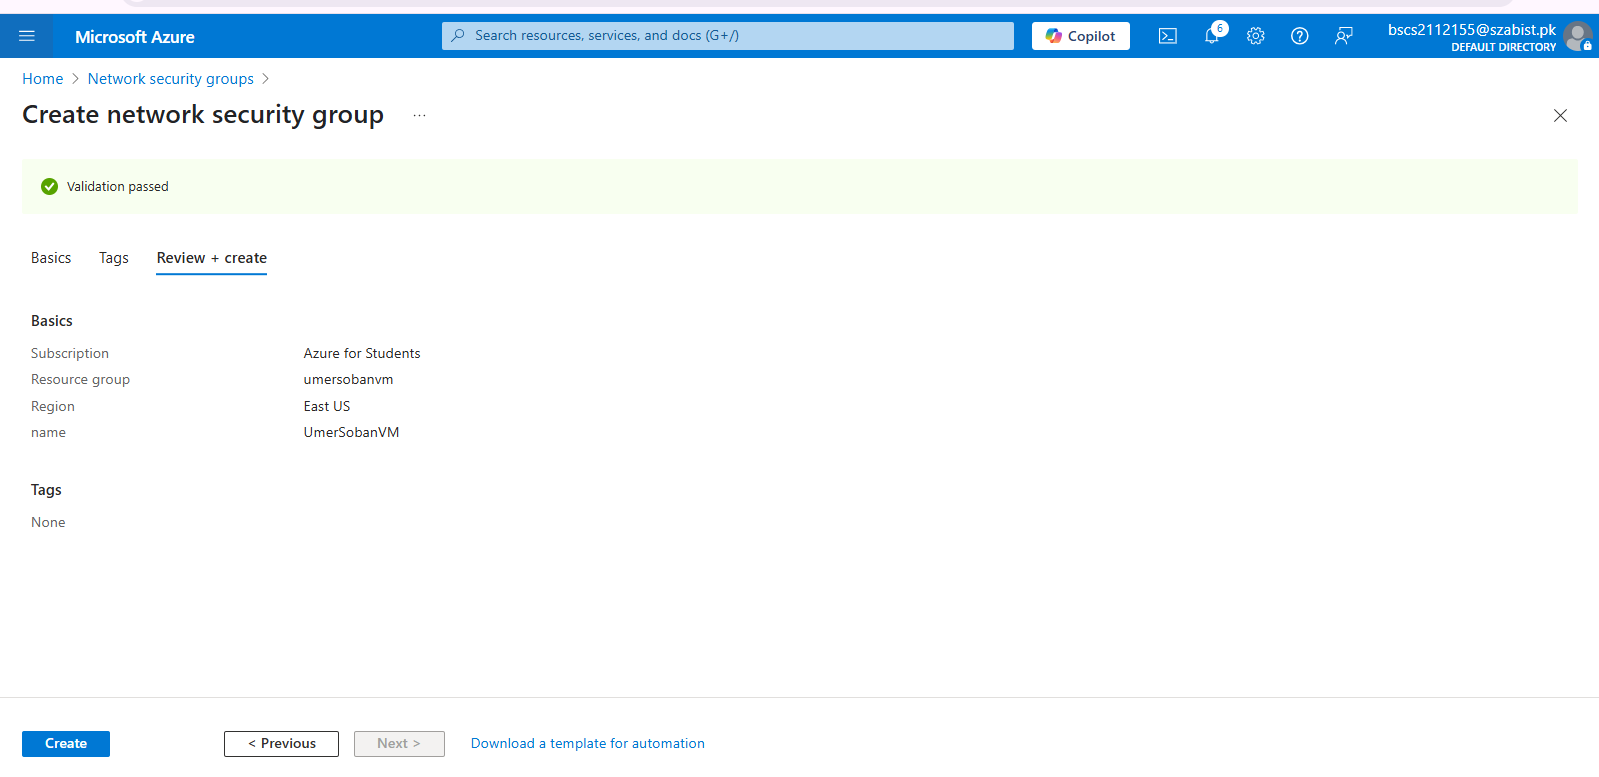 Microsoft Azure
Search resources, services, and docs (G+/)
Copilot
6
bscs2112155@szabist.pk
DEFAULT DIRECTORY
Home > Network security groups >
Create network security group ...
Validation passed
Basics Tags Review + create
Basics
Subscription Azure for Students
Resource group umersobanvm
Region East US
name UmerSobanVM
Tags
None
Create < Previous Next > Download a template for automation